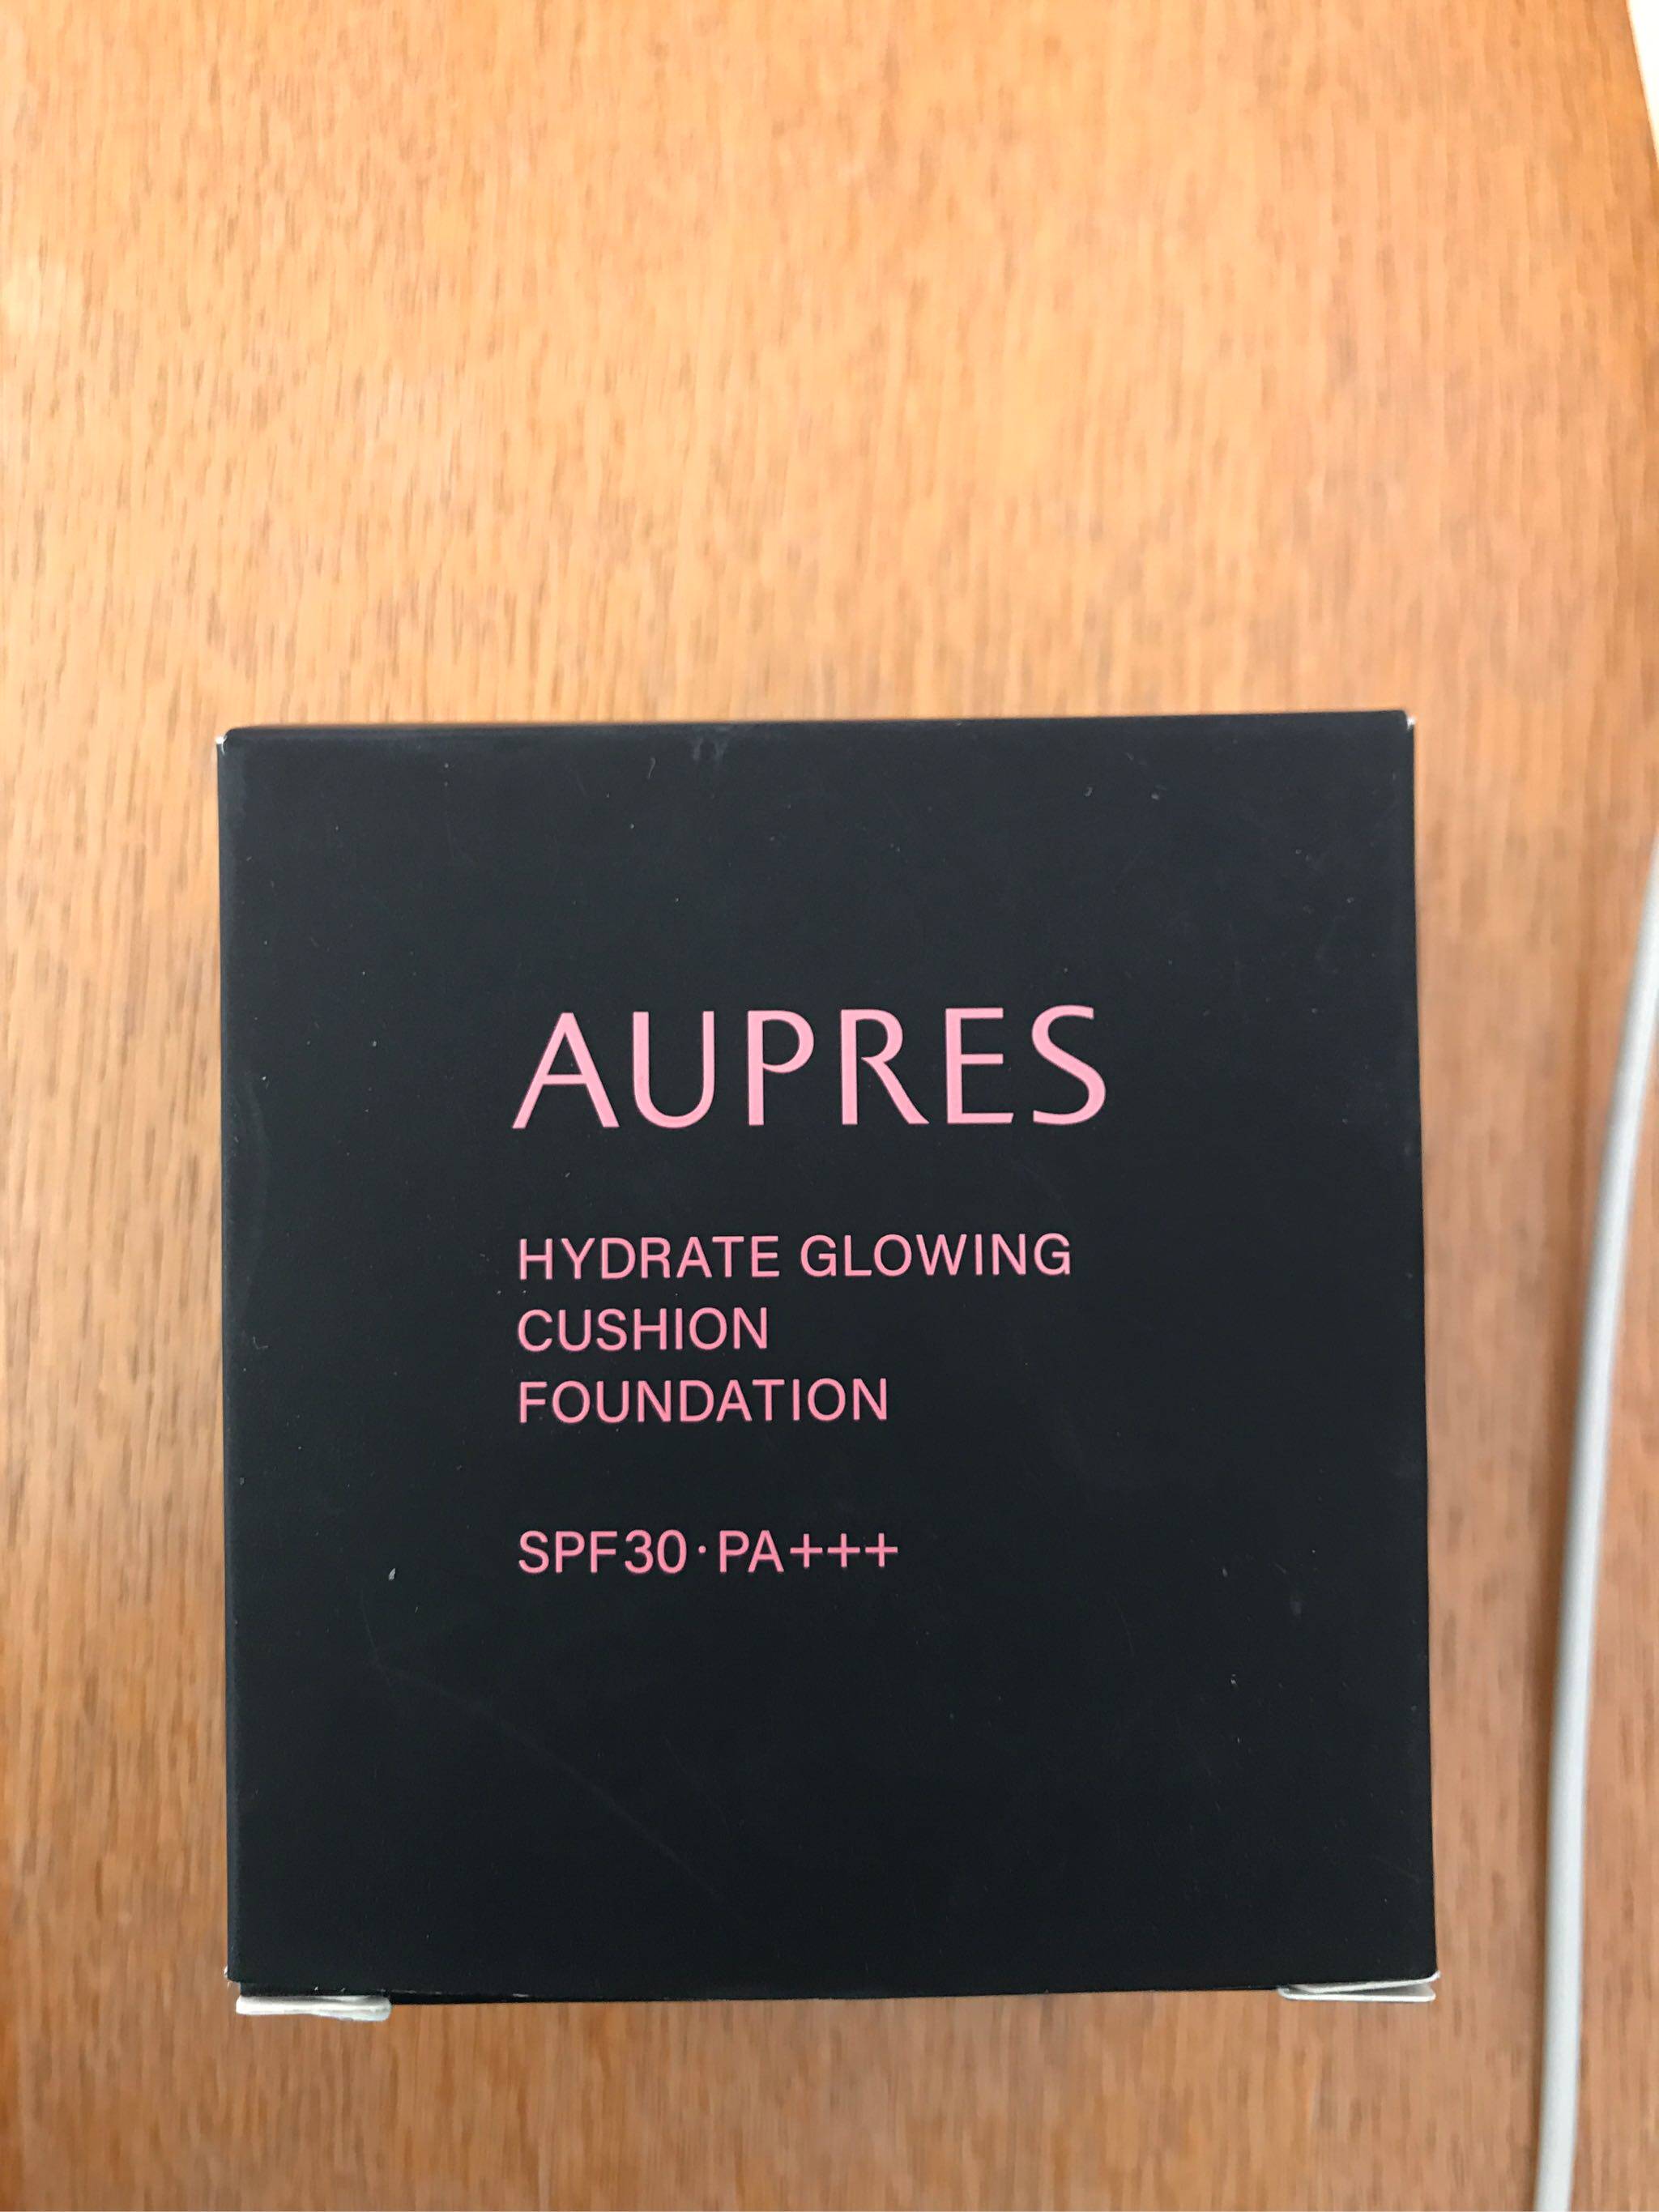 AUPRES
HYDRATE GLOWING
CUSHION
FOUNDATION
SPF30·PA+++